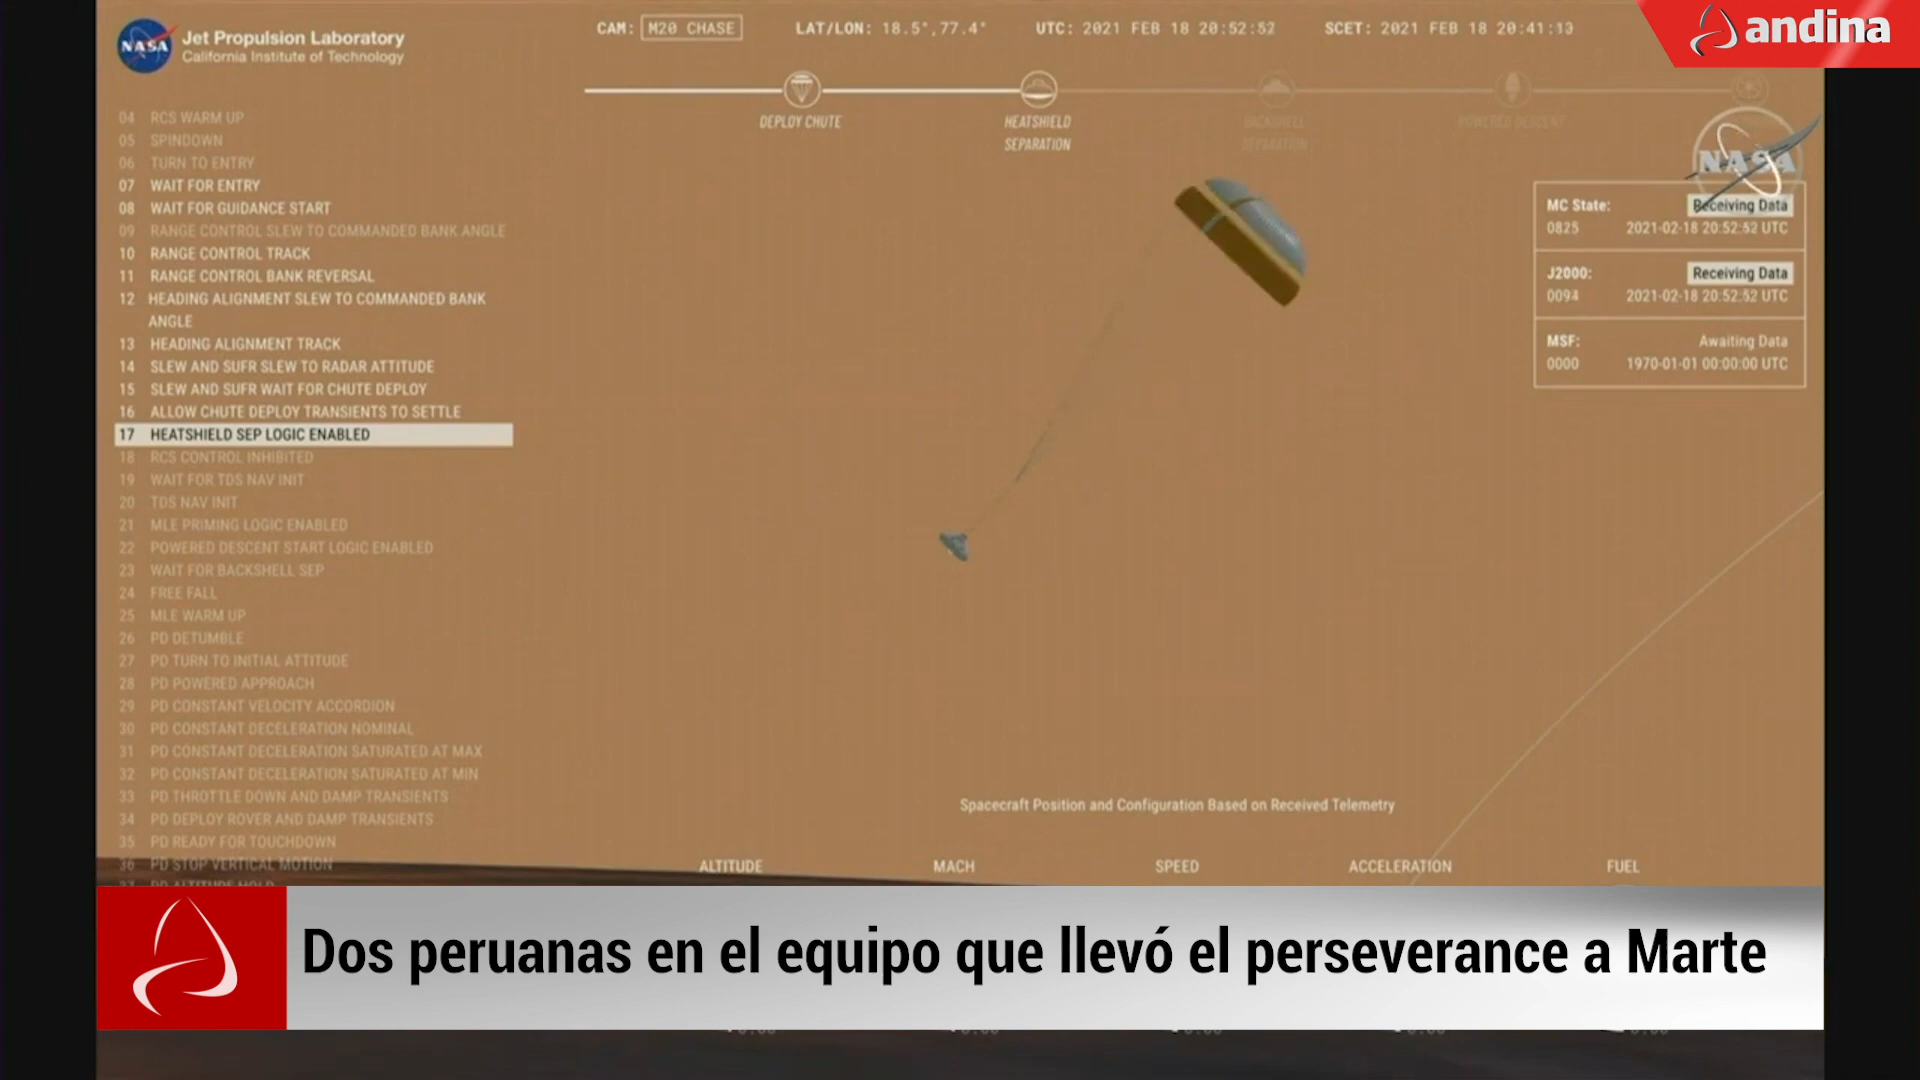 NASA
Jet Propulsion Laboratory
California Institute of Technology
CAM: M20 CHASE
LAT/LON: 18.5°,77.4°
UTC: 2021 FEB 18 20:52:52
SCET: 2021 FEB 18 20:41:13
andina
DEPLOY CHUTE
HEATSHIELD
SEPARATION
BACKSHELL
SEPARATION
POWERED DESCENT
NASA
04 RCS WARM UP
05 SPINDOWN
06 TURN TO ENTRY
07 WAIT FOR ENTRY
08 WAIT FOR GUIDANCE START
09 RANGE CONTROL SLEW TO COMMANDED BANK ANGLE
10 RANGE CONTROL TRACK
11 RANGE CONTROL BANK REVERSAL
12 HEADING ALIGNMENT SLEW TO COMMANDED BANK
ANGLE
13 HEADING ALIGNMENT TRACK
14 SLEW AND SUFR SLEW TO RADAR ATTITUDE
15 SLEW AND SUFR WAIT FOR CHUTE DEPLOY
16 ALLOW CHUTE DEPLOY TRANSIENTS TO SETTLE
17 HEATSHIELD SEP LOGIC ENABLED
18 RCS CONTROL INHIBITED
19 WAIT FOR TDS NAV INIT
20 TDS NAV INIT
21 MLE PRIMING LOGIC ENABLED
22 POWERED DESCENT START LOGIC ENABLED
23 WAIT FOR BACKSHELL SEP
24 FREE FALL
25 MLE WARM UP
26 PD DETUMBLE
27 PD TURN TO INITIAL ATTITUDE
28 PD POWERED APPROACH
29 PD CONSTANT VELOCITY ACCORDION
30 PD CONSTANT DECELERATION NOMINAL
31 PD CONSTANT DECELERATION SATURATED AT MAX
32 PD CONSTANT DECELERATION SATURATED AT MIN
33 PD THROTTLE DOWN AND DAMP TRANSIENTS
34 PD DEPLOY ROVER AND DAMP TRANSIENTS
35 PD READY FOR TOUCHDOWN
36 PD STOP VERTICAL MOTION
37 PD ALTITUDE HOLD
MC State: Receiving Data
0825 2021-02-18 20:52:52 UTC
J2000: Receiving Data
0094 2021-02-18 20:52:52 UTC
MSF: Awaiting Data
0000 1970-01-01 00:00:00 UTC
Spacecraft Position and Configuration Based on Received Telemetry
ALTITUDE
MACH
SPEED
ACCELERATION
FUEL
Dos peruanas en el equipo que llevó el perseverance a Marte